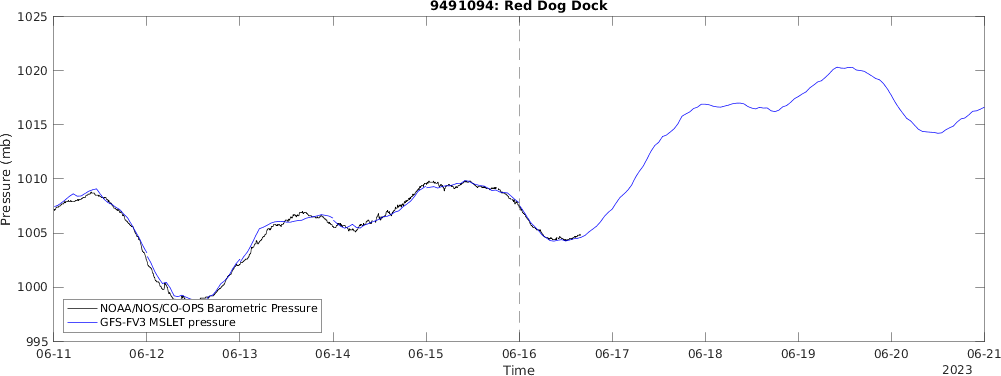 9491094: Red Dog Dock
1025
1020
1015
1010
1005
1000
995
Pressure (mb)
NOAA/NOS/CO-OPS Barometric Pressure
GFS-FV3 MSLET pressure
06-11 06-12 06-13 06-14 06-15 06-16 06-17 06-18 06-19 06-20 06-21
Time
2023